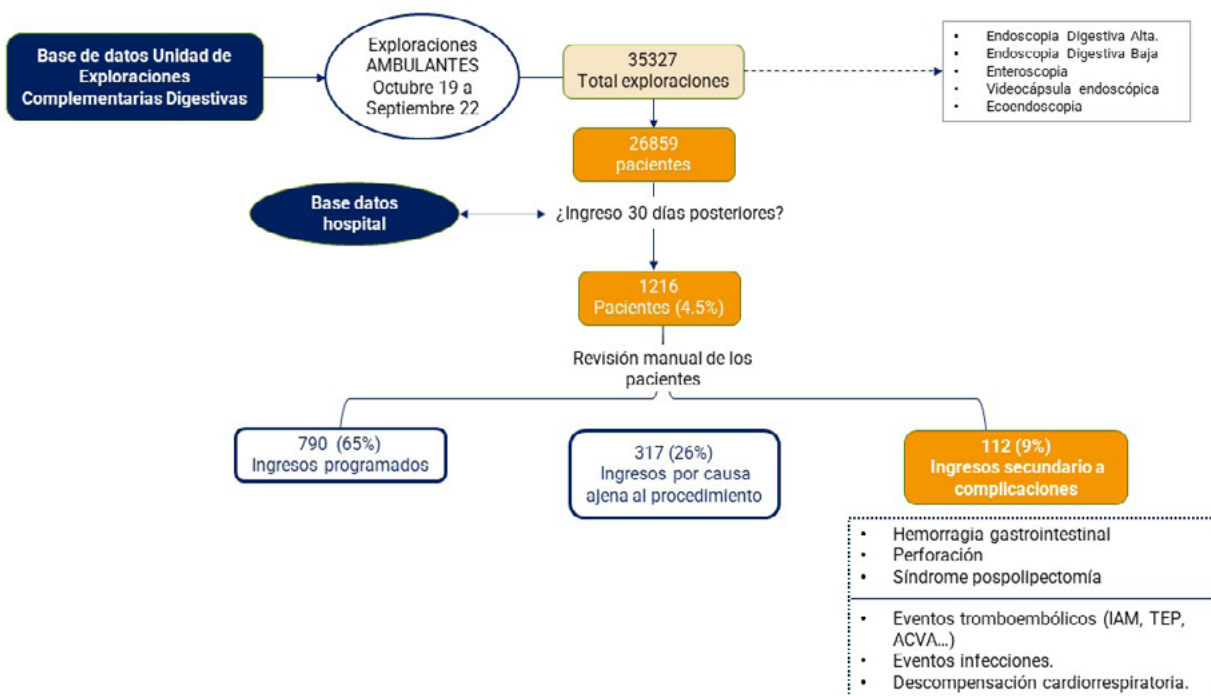 Base de datos Unidad de
Exploraciones
Complementarias Digestivas
Exploraciones
AMBULANTES
Octubre 19 a
Septiembre 22
35327
Total exploraciones
• Endoscopia Digestiva Alta.
• Endoscopia Digestiva Baja
• Enteroscopia
• Videocápsula endoscópica
• Ecoendoscopia
26859
pacientes
Base datos
hospital
¿Ingreso 30 días posteriores?
1216
Pacientes (4.5%)
Revisión manual de los
pacientes
790 (65%)
Ingresos programados
317 (26%)
Ingresos por causa
ajena al procedimiento
112 (9%)
Ingresos secundario a
complicaciones
• Hemorragia gastrointestinal
• Perforación
• Síndrome pospolipectomía
• Eventos tromboembólicos (IAM, TEP,
ACVA...)
• Eventos infecciones.
• Descompensación cardiorrespiratoria.